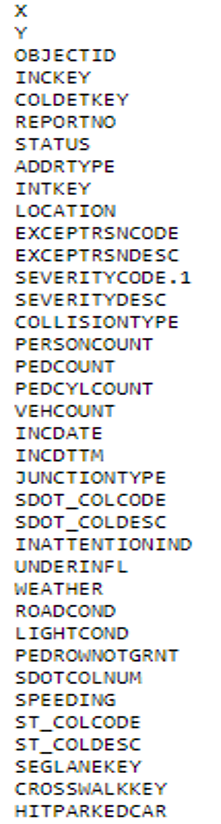 X
Y
OBJECTID
INCKEY
COLDETKEY
REPORTNO
STATUS
ADDRTYPE
INTKEY
LOCATION
EXCEPTRSNCODE
EXCEPTRSNDESC
SEVERITYCODE.1
SEVERITYDESC
COLLISIONTYPE
PERSONCOUNT
PEDCOUNT
PEDCYLCOUNT
VEHCOUNT
INCDATE
INCDTTM
JUNCTIONTYPE
SDOT_COLCODE
SDOT_COLDESC
INATTENTIONIND
UNDERINFL
WEATHER
ROADCOND
LIGHTCOND
PEDROWNOTGRNT
SDOTCOLNUM
SPEEDING
ST_COLCODE
ST_COLDESC
SEGLANEKEY
CROSSWALKKEY
HITPARKEDCAR